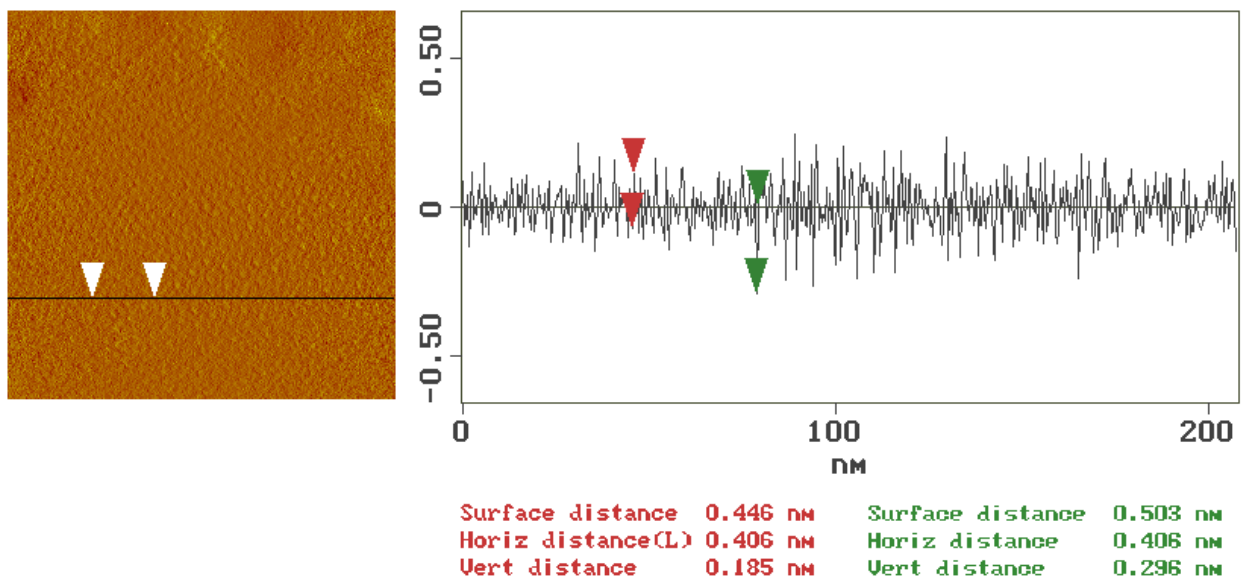 0.50
0
-0.50
0 100 200
nm
Surface distance 0.446 nm Surface distance 0.503 nm
Horiz distance(L) 0.406 nm Horiz distance 0.406 nm
Vert distance 0.185 nm Vert distance 0.296 nm